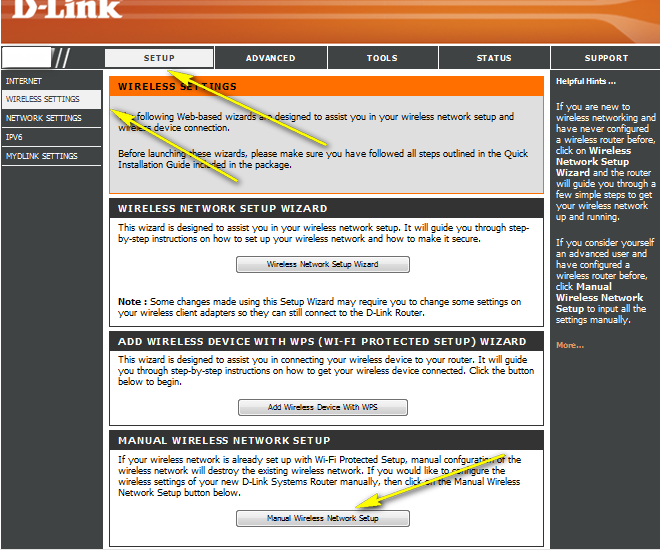 D-Link
SETUP
ADVANCED
TOOLS
STATUS
SUPPORT
INTERNET
WIRELESS SETTINGS
NETWORK SETTINGS
IPV6
MYDLINK SETTINGS
WIRELESS SETTINGS
following Web-based wizards are designed to assist you in your wireless network setup and
wireless device connection.
Before launching these wizards, please make sure you have followed all steps outlined in the Quick
Installation Guide included in the package.
WIRELESS NETWORK SETUP WIZARD
This wizard is designed to assist you in your wireless network setup. It will guide you through step-
by-step instructions on how to set up your wireless network and how to make it secure.
Wireless Network Setup Wizard
Note : Some changes made using this Setup Wizard may require you to change some settings on
your wireless client adapters so they can still connect to the D-Link Router.
ADD WIRELESS DEVICE WITH WPS (WI-FI PROTECTED SETUP) WIZARD
This wizard is designed to assist you in connecting your wireless device to your router. It will guide
you through step-by-step instructions on how to get your wireless device connected. Click the button
below to begin.
Add Wireless Device With WPS
MANUAL WIRELESS NETWORK SETUP
If your wireless network is already set up with Wi-Fi Protected Setup, manual confguration of the
wireless network will destroy the existing wireless network. If you would like to configure the
wireless settings of your new D-Link Systems Router manually, then click on the Manual Wireless
Network Setup button below.
Manual Wireless Network Setup
Helpful Hints ...
If you are new to
wireless networking and
have never configured
a wireless router before,
click on Wireless
Network Setup
Wizard and the router
will guide you through a
few simple steps to get
your wireless network
up and running.
If you consider yourself
an advanced user and
have configured a
wireless router before,
click Manual
Wireless Network
Setup to input all the
settings manually.
More...